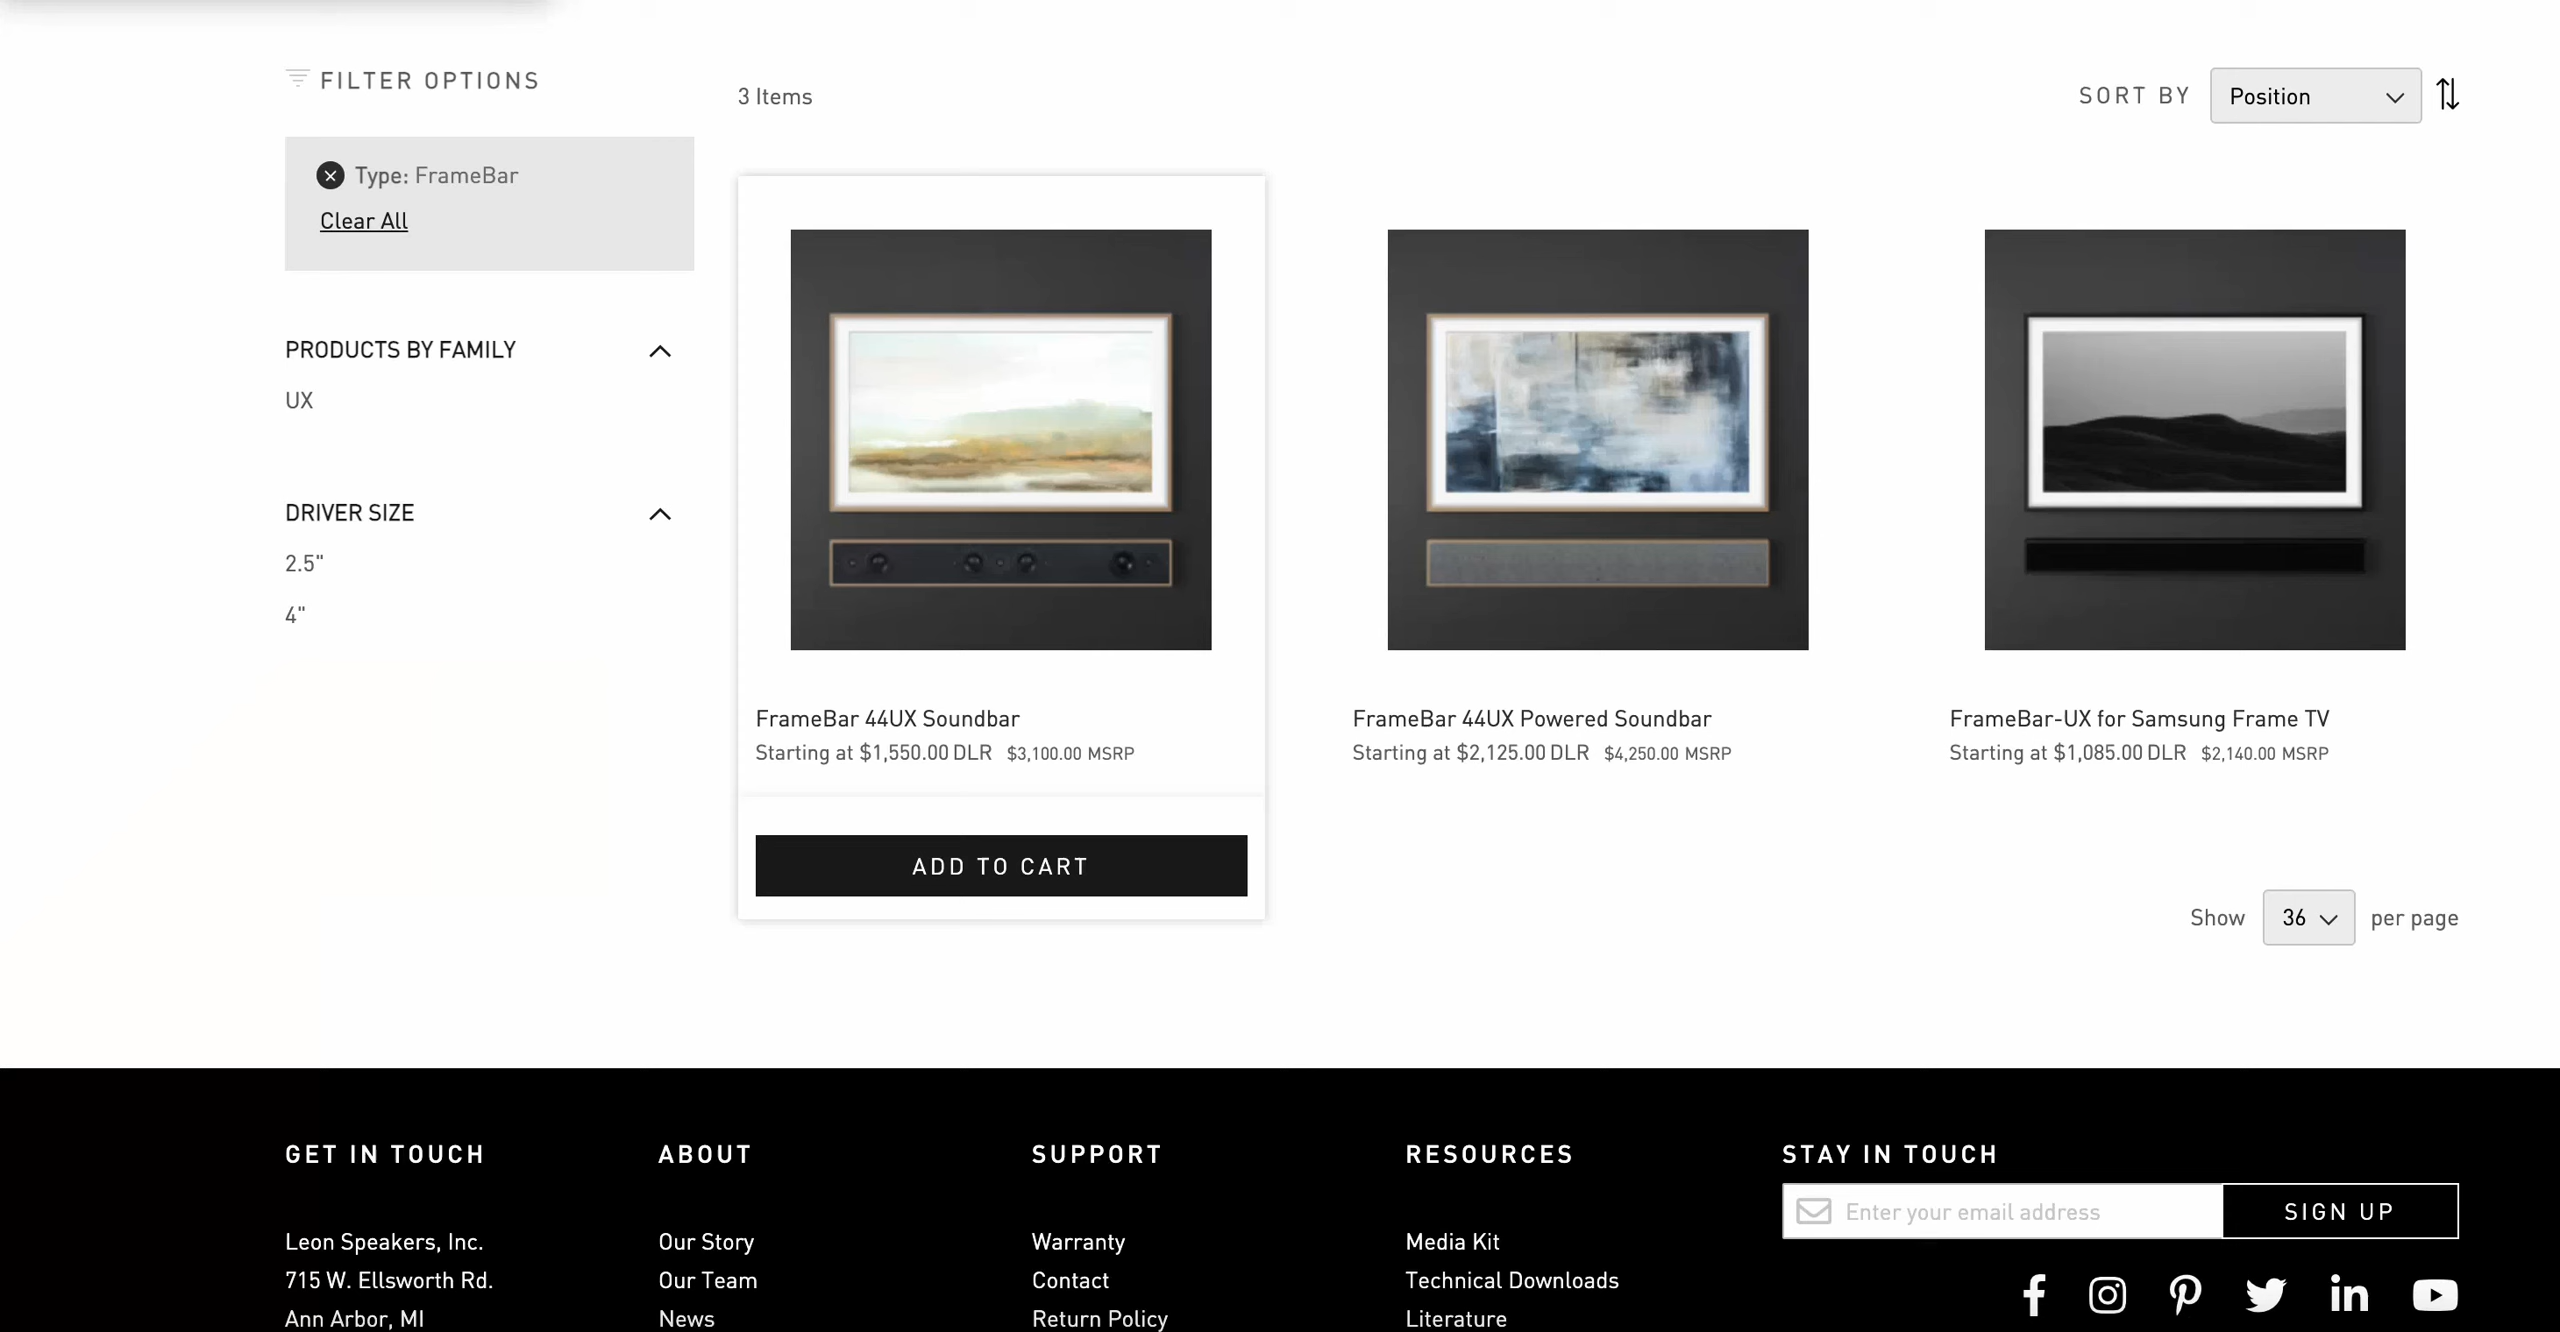 FILTER OPTIONS
3 Items
SORT BY Position
Type: FrameBar
Clear All
PRODUCTS BY FAMILY
UX
DRIVER SIZE
2.5"
4"
FrameBar 44UX Soundbar
Starting at $1,550.00 DLR $3,100.00 MSRP
ADD TO CART
FrameBar 44UX Powered Soundbar
Starting at $2,125.00 DLR $4,250.00 MSRP
FrameBar-UX for Samsung Frame TV
Starting at $1,085.00 DLR $2,140.00 MSRP
Show 36 per page
GET IN TOUCH
Leon Speakers, Inc.
715 W. Ellsworth Rd.
Ann Arbor, MI
ABOUT
Our Story
Our Team
News
SUPPORT
Warranty
Contact
Return Policy
RESOURCES
Media Kit
Technical Downloads
Literature
STAY IN TOUCH
Enter your email address
SIGN UP